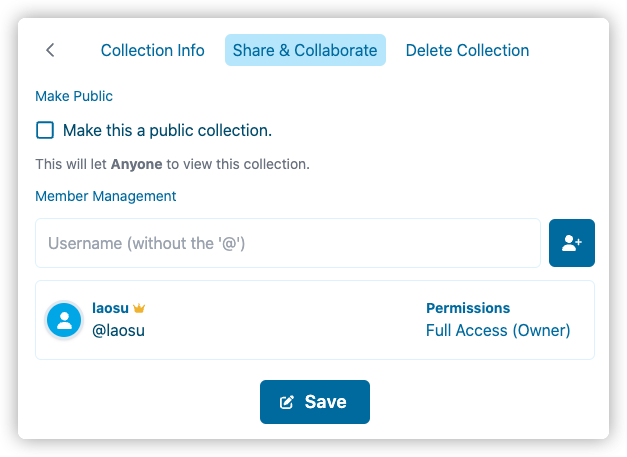 Collection Info Share & Collaborate Delete Collection
Make Public
Make this a public collection.
This will let Anyone to view this collection.
Member Management
Username (without the '@')
laosu Permissions
@laosu Full Access (Owner)
Save